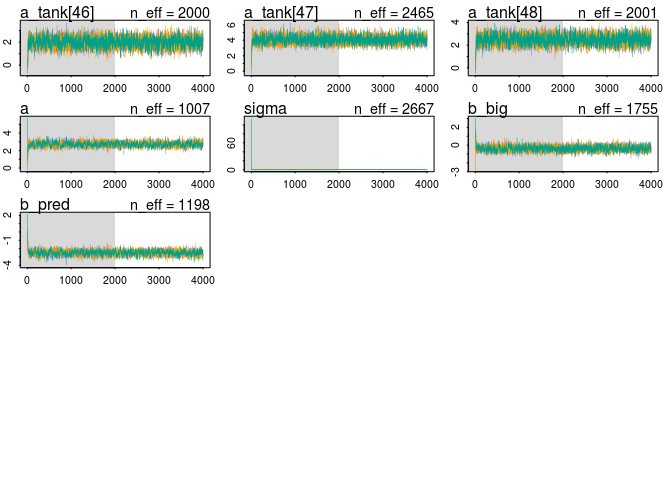 a_tank[46] n_eff = 2000
0 2
0 1000 2000 3000 4000
a_tank[47] n_eff = 2465
0 2 4 6
0 1000 2000 3000 4000
a_tank[48] n_eff = 2001
0 2 4
0 1000 2000 3000 4000
a n_eff = 1007
0 2 4
0 1000 2000 3000 4000
sigma n_eff = 2667
0 60
0 1000 2000 3000 4000
b_big n_eff = 1755
-3 0 2
0 1000 2000 3000 4000
b_pred n_eff = 1198
-4 -1 2
0 1000 2000 3000 4000